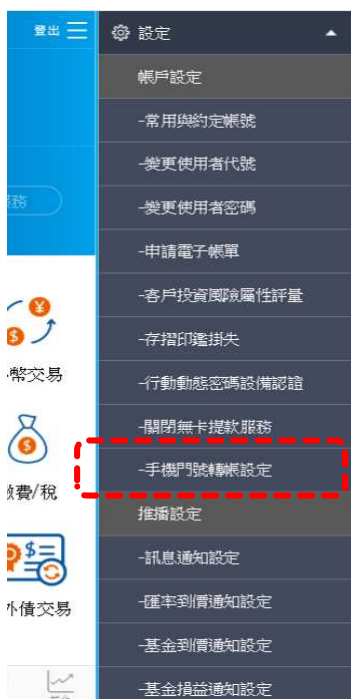 登出
設定
帳戶設定
-常用與約定帳號
-變更使用者代號
-變更使用者密碼
-申請電子帳單
-客戶投資風險屬性評量
-存摺印鑑掛失
-行動動態密碼設備認證
-關閉無卡提款服務
-手機門號轉帳設定
推播設定
-訊息通知設定
-匯率到價通知設定
-基金到價通知設定
-基金損益通知設定
幣交易
繳費/稅
外債交易